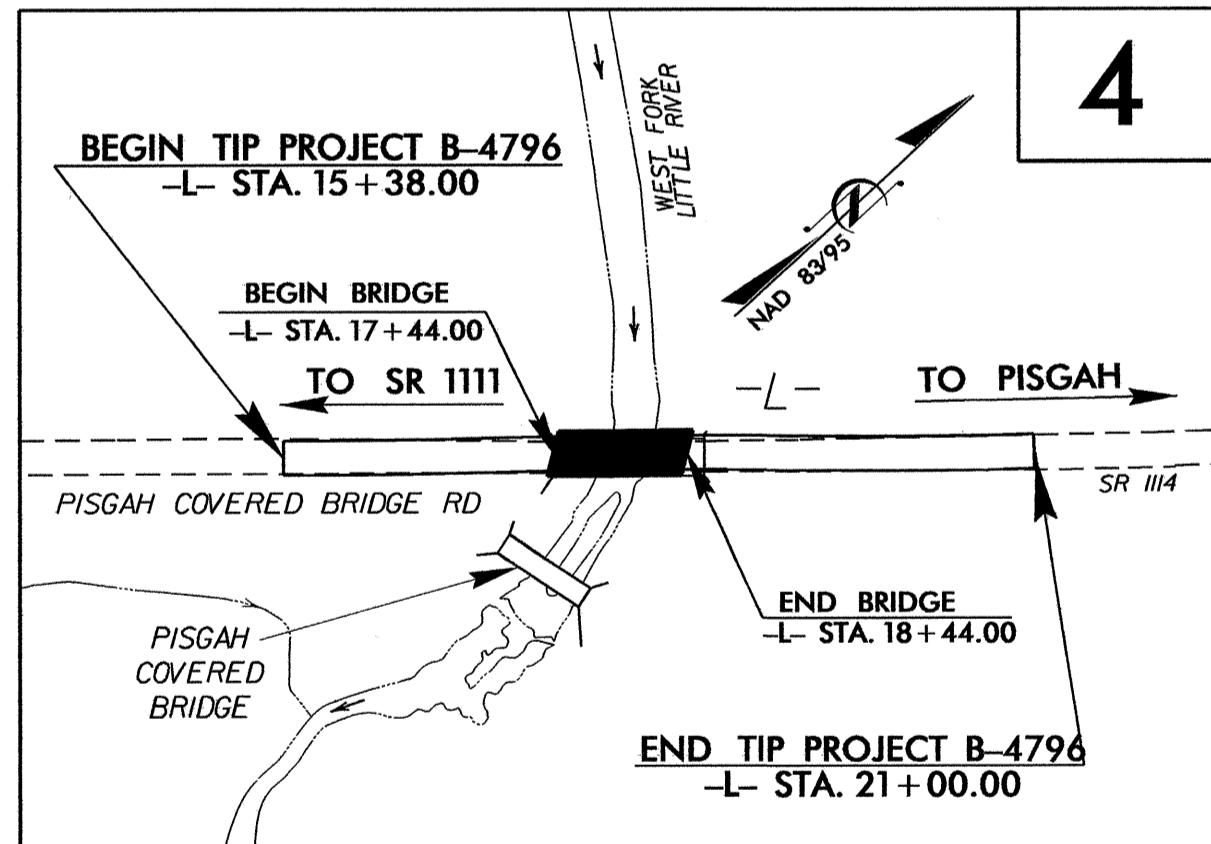 4
WEST FORK
LITTLE RIVER
BEGIN TIP PROJECT B-4796
-L- STA. 15+38.00
NAD 83/95
BEGIN BRIDGE
-L- STA. 17+44.00
TO SR 1111
-L-
TO PISGAH
PISGAH COVERED BRIDGE RD
SR 1114
END BRIDGE
-L- STA. 18+44.00
PISGAH
COVERED
BRIDGE
END TIP PROJECT B-4796
-L- STA. 21+00.00